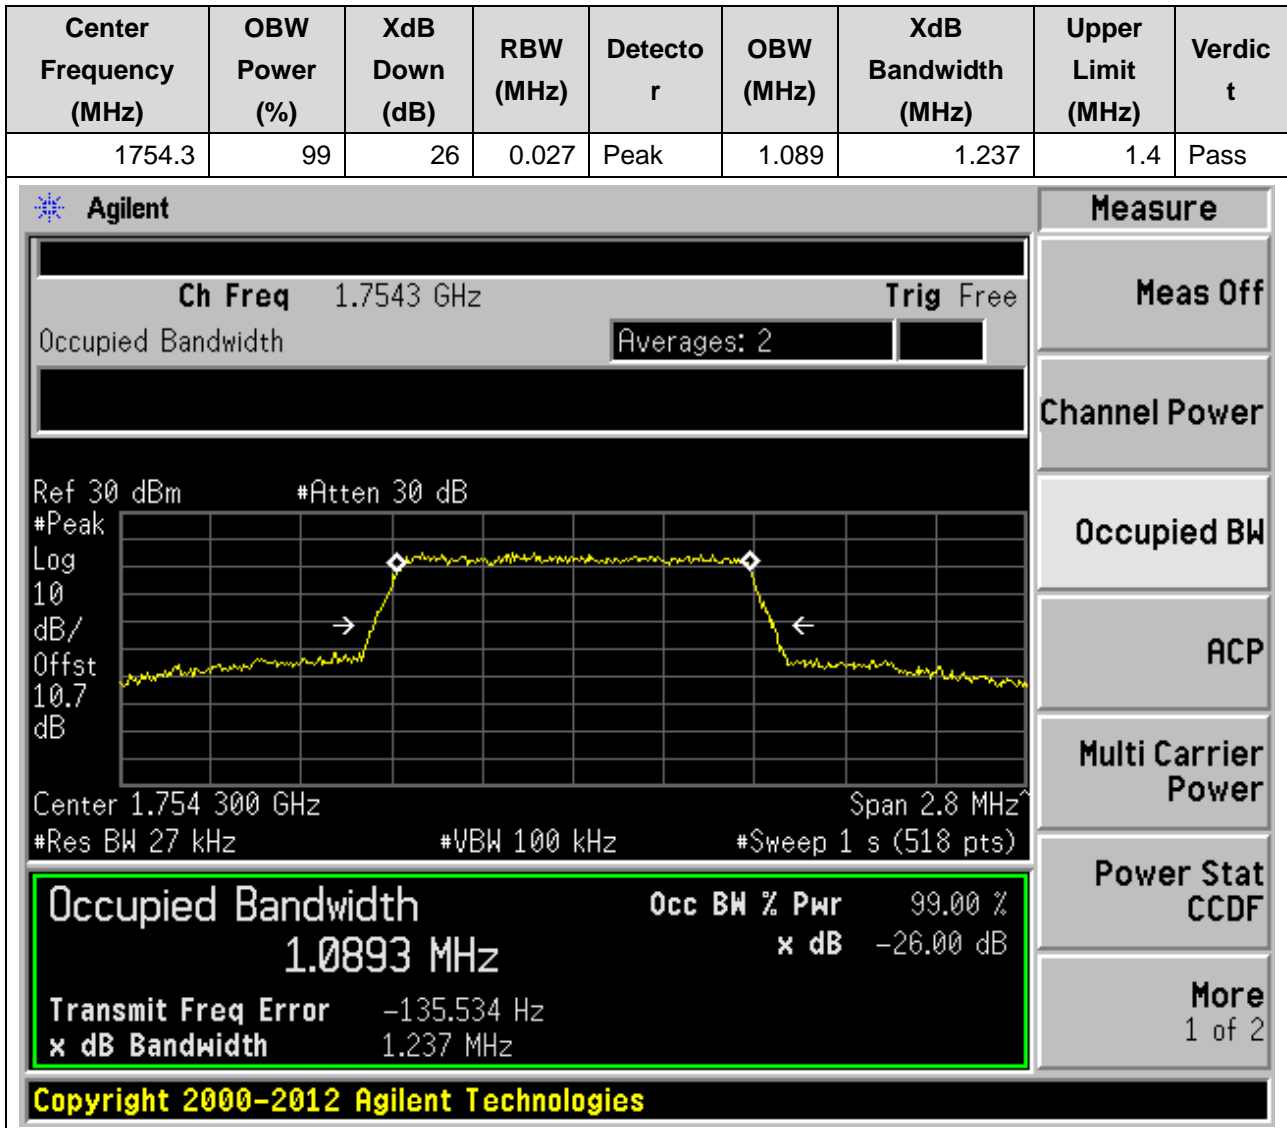 Center Frequency (MHz) OBW Power (%) XdB Down (dB) RBW (MHz) Detecto r OBW (MHz) XdB Bandwidth (MHz) Upper Limit (MHz) Verdic t
1754.3 99 26 0.027 Peak 1.089 1.237 1.4 Pass
Agilent
Measure
Ch Freq 1.7543 GHz Trig Free
Meas Off
Occupied Bandwidth Averages: 2
Channel Power
Ref 30 dBm #Atten 30 dB
#Peak
Log
10
dB/
Offst
10.7
dB
Occupied BW
ACP
Multi Carrier
Power
Center 1.754 300 GHz Span 2.8 MHz^
#Res BW 27 kHz #VBW 100 kHz #Sweep 1 s (518 pts)
Power Stat
CCDF
Occupied Bandwidth Occ BW % Pwr 99.00 %
1.0893 MHz x dB -26.00 dB
Transmit Freq Error -135.534 Hz
x dB Bandwidth 1.237 MHz
More
1 of 2
Copyright 2000-2012 Agilent Technologies